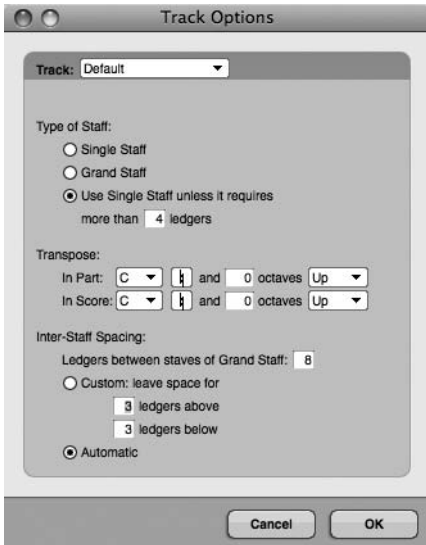 Track Options
Track: Default
Type of Staff:
Single Staff
Grand Staff
Use Single Staff unless it requires
more than 4 ledgers
Transpose:
In Part: C ♮ and 0 octaves Up
In Score: C ♮ and 0 octaves Up
Inter-Staff Spacing:
Ledgers between staves of Grand Staff: 8
Custom: leave space for
3 ledgers above
3 ledgers below
Automatic
Cancel OK